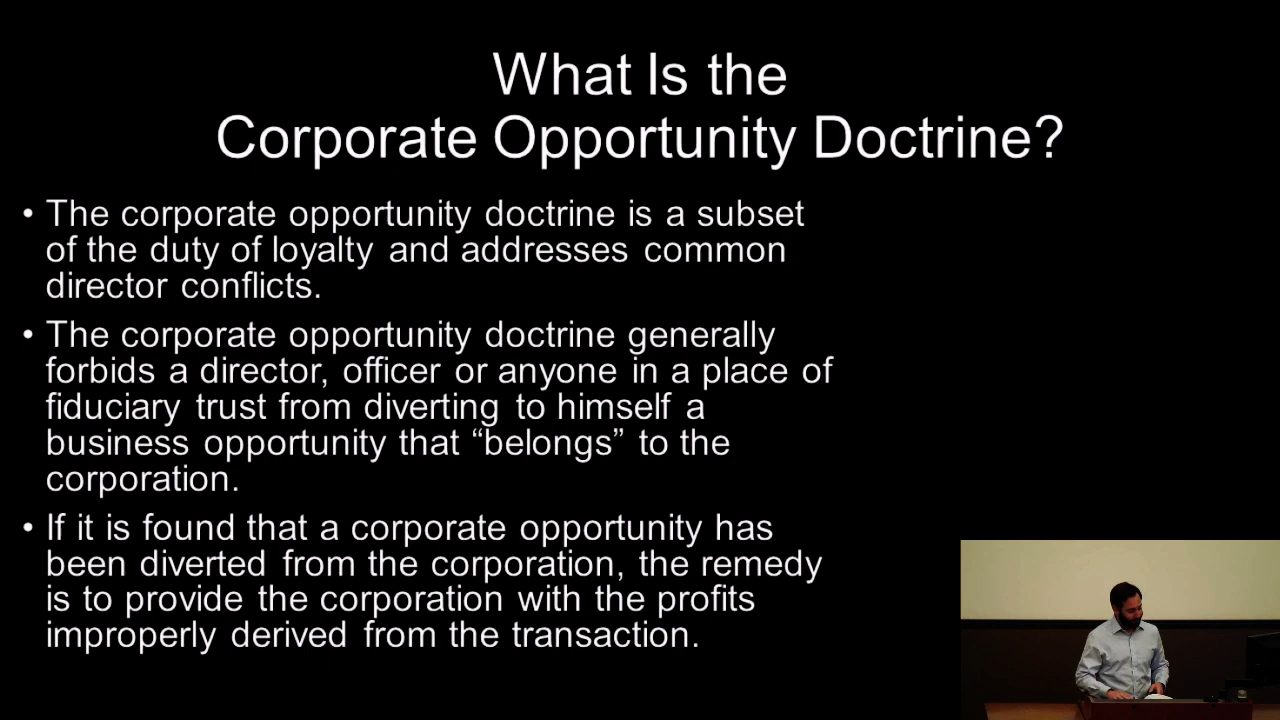 What Is the
Corporate Opportunity Doctrine?
• The corporate opportunity doctrine is a subset
of the duty of loyalty and addresses common
director conflicts.
• The corporate opportunity doctrine generally
forbids a director, officer or anyone in a place of
fiduciary trust from diverting to himself a
business opportunity that “belongs” to the
corporation.
• If it is found that a corporate opportunity has
been diverted from the corporation, the remedy
is to provide the corporation with the profits
improperly derived from the transaction.